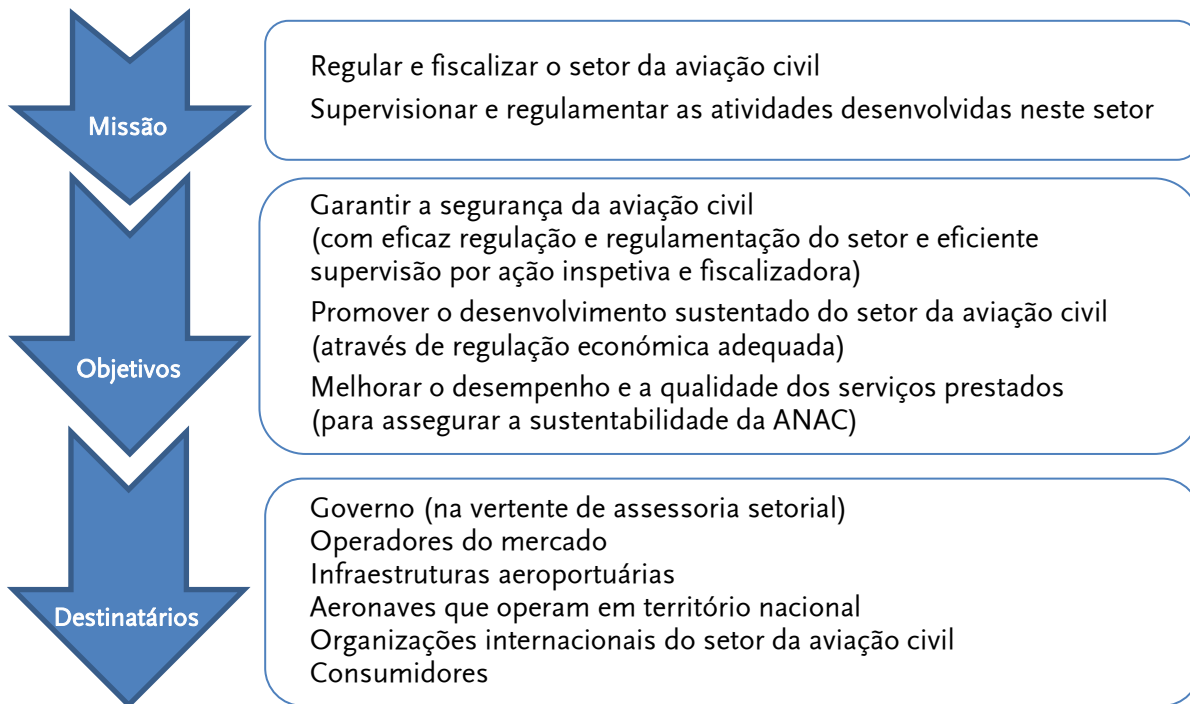 Missão
Regular e fiscalizar o setor da aviação civil
Supervisionar e regulamentar as atividades desenvolvidas neste setor
Objetivos
Garantir a segurança da aviação civil
(com eficaz regulação e regulamentação do setor e eficiente
supervisão por ação inspetiva e fiscalizadora)
Promover o desenvolvimento sustentado do setor da aviação civil
(através de regulação económica adequada)
Melhorar o desempenho e a qualidade dos serviços prestados
(para assegurar a sustentabilidade da ANAC)
Destinatários
Governo (na vertente de assessoria setorial)
Operadores do mercado
Infraestruturas aeroportuárias
Aeronaves que operam em território nacional
Organizações internacionais do setor da aviação civil
Consumidores